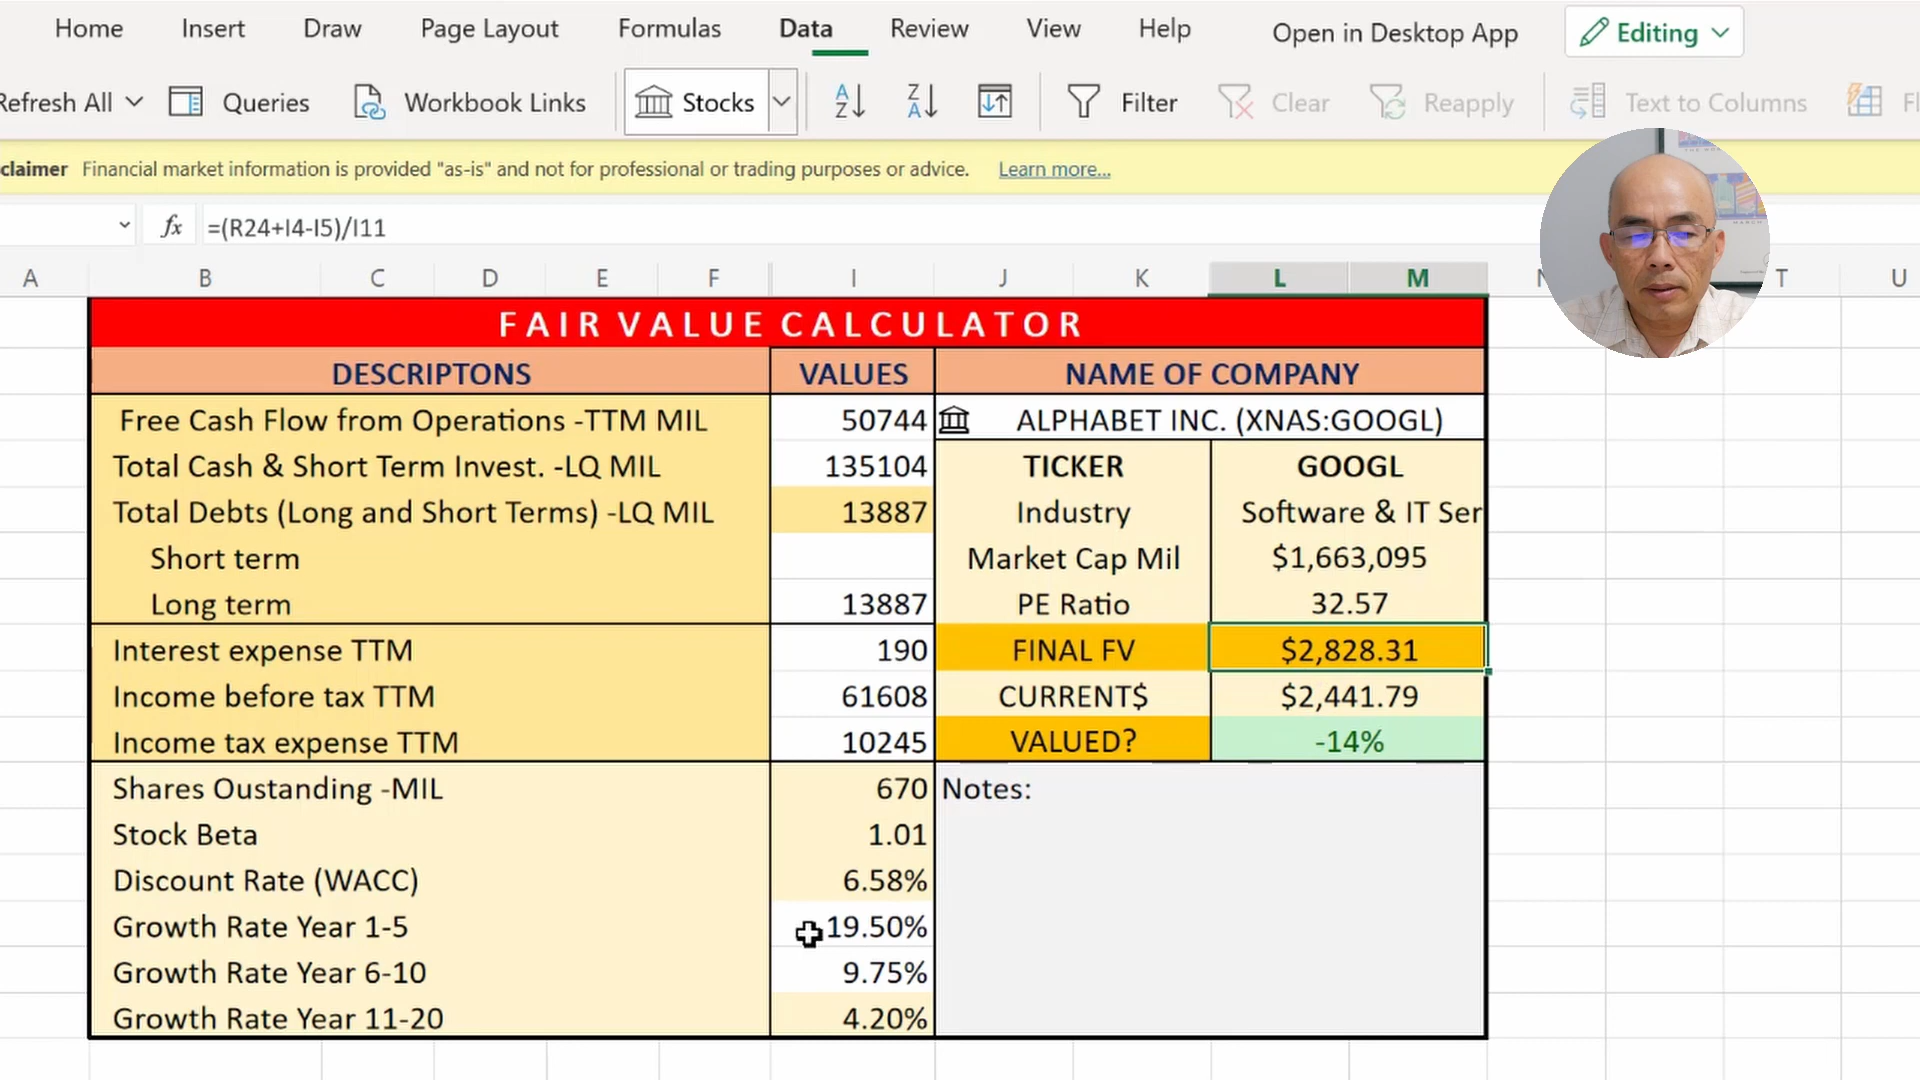 Home Insert Draw Page Layout Formulas Data Review View Help Open in Desktop App Editing
Refresh All Queries Workbook Links Stocks Filter Clear Reapply Text to Columns Fl
claimer Financial market information is provided "as-is" and not for professional or trading purposes or advice. Learn more...
fx =(R24+I4-I5)/I11
A B C D E F I J K L M N T U
FAIR VALUE CALCULATOR
DESCRIPTONS VALUES NAME OF COMPANY
Free Cash Flow from Operations -TTM MIL 50744 ALPHABET INC. (XNAS:GOOGL)
Total Cash & Short Term Invest. -LQ MIL 135104 TICKER GOOGL
Total Debts (Long and Short Terms) -LQ MIL 13887 Industry Software & IT Ser
Short term Market Cap Mil $1,663,095
Long term 13887 PE Ratio 32.57
Interest expense TTM 190 FINAL FV $2,828.31
Income before tax TTM 61608 CURRENT$ $2,441.79
Income tax expense TTM 10245 VALUED? -14%
Shares Oustanding -MIL 670 Notes:
Stock Beta 1.01
Discount Rate (WACC) 6.58%
Growth Rate Year 1-5 19.50%
Growth Rate Year 6-10 9.75%
Growth Rate Year 11-20 4.20%